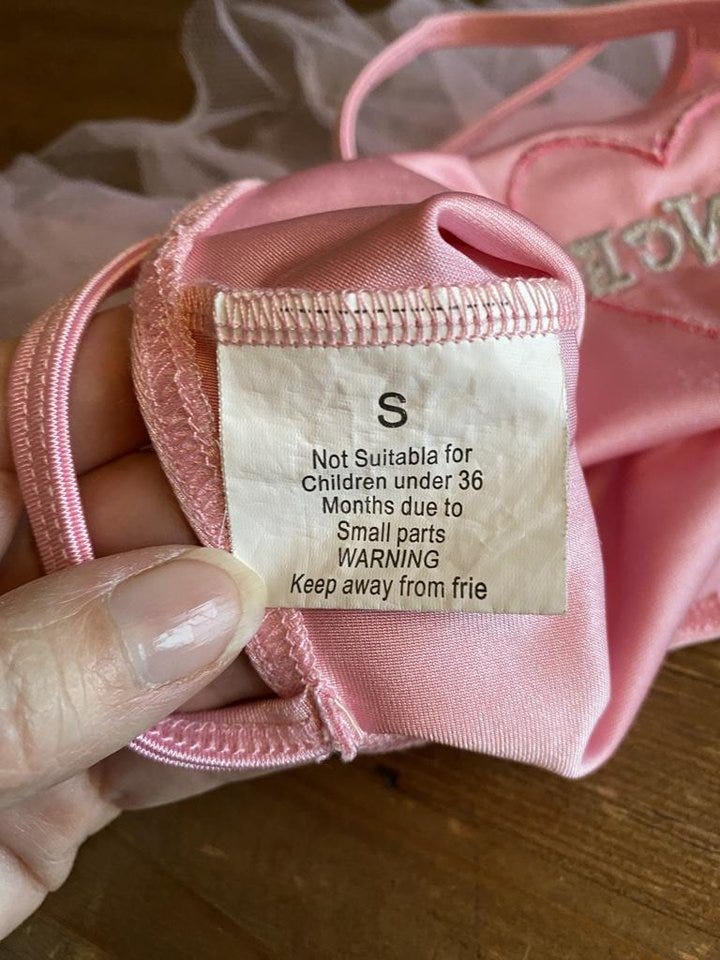 S
Not Suitabla for
Children under 36
Months due to
Small parts
WARNING
Keep away from frie